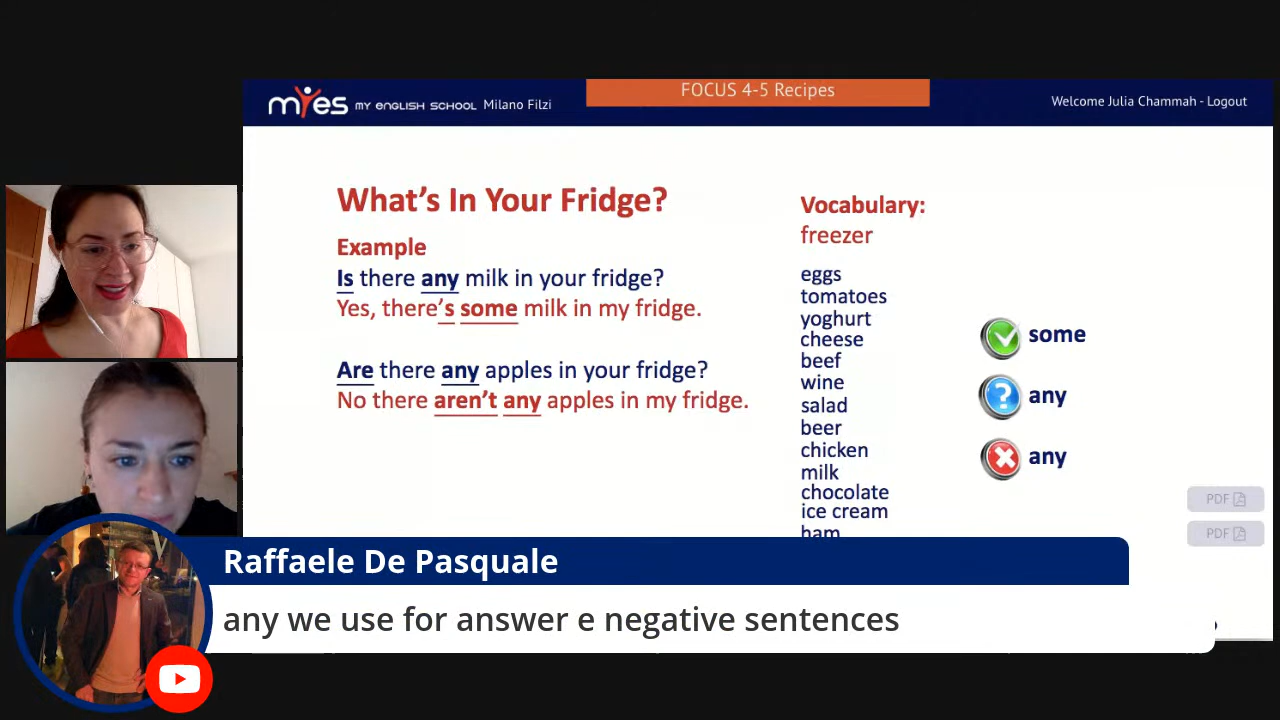 myes MY ENGLISH SCHOOL Milano Filzi
FOCUS 4-5 Recipes
Welcome Julia Chammah - Logout
What's In Your Fridge?
Example
Is there any milk in your fridge?
Yes, there's some milk in my fridge.
Are there any apples in your fridge?
No there aren't any apples in my fridge.
Vocabulary:
freezer
eggs
tomatoes
yoghurt
cheese
beef
wine
salad
beer
chicken
milk
chocolate
ice cream
ham
some
any
any
PDF
PDF
Raffaele De Pasquale
any we use for answer e negative sentences